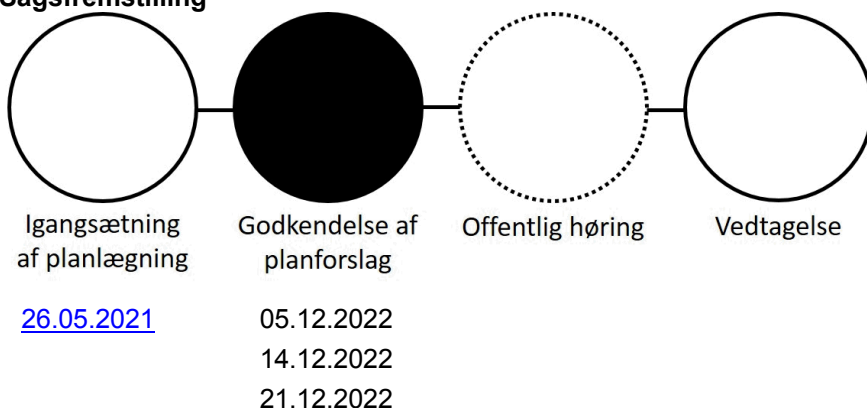 Sagsfremstilling
Igangsætning
af planlægning
Godkendelse af
planforslag
Offentlig høring
Vedtagelse
26.05.2021
05.12.2022
14.12.2022
21.12.2022